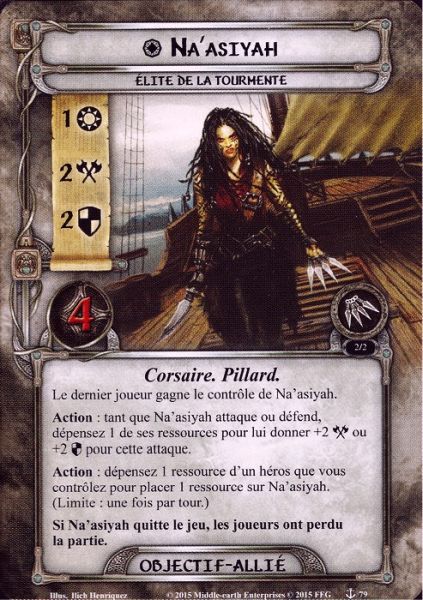 Na'asiyah
Élite de la Tourmente
1
2
2
4
2/2
Corsaire. Pillard.
Le dernier joueur gagne le contrôle de Na'asiyah.
Action : tant que Na'asiyah attaque ou défend,
dépensez 1 de ses ressources pour lui donner +2 ou
+2 pour cette attaque.
Action : dépensez 1 ressource d'un héros que vous
contrôlez pour placer 1 ressource sur Na'asiyah.
(Limite : une fois par tour.)
Si Na'asiyah quitte le jeu, les joueurs ont perdu
la partie.
Objectif-Allié
Illus. Ilich Henriquez © 2015 Middle-earth Enterprises © 2015 FFG 79